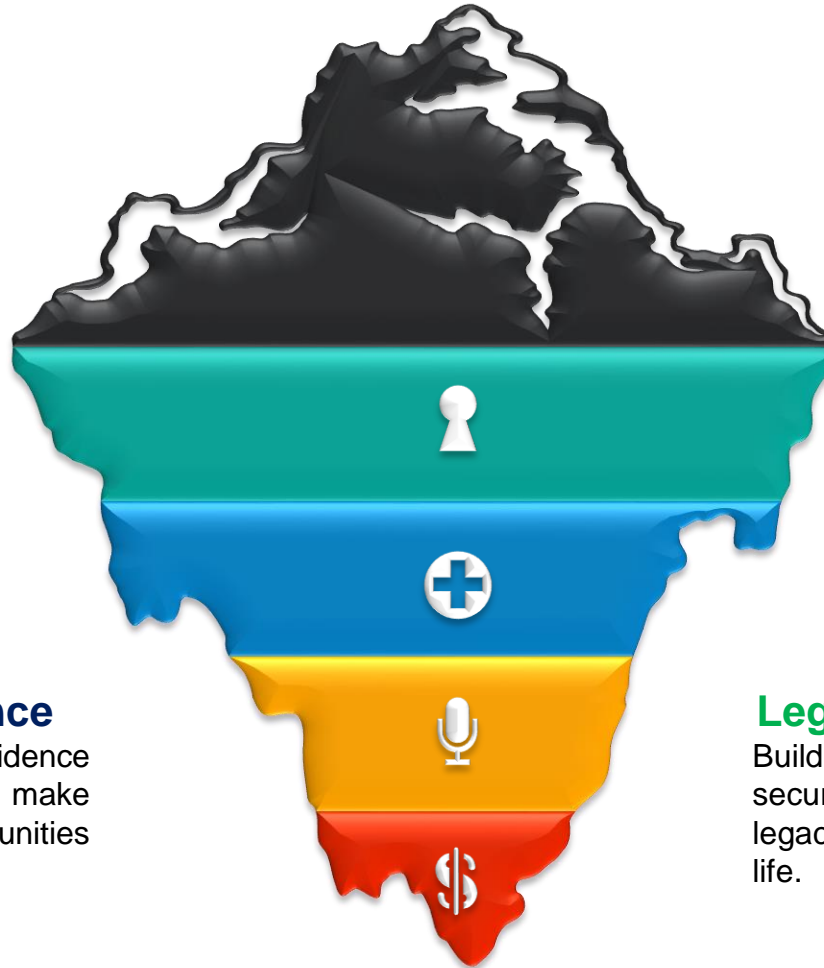 nce
idence
make
unities
Leg
Build
secur
legac
life.